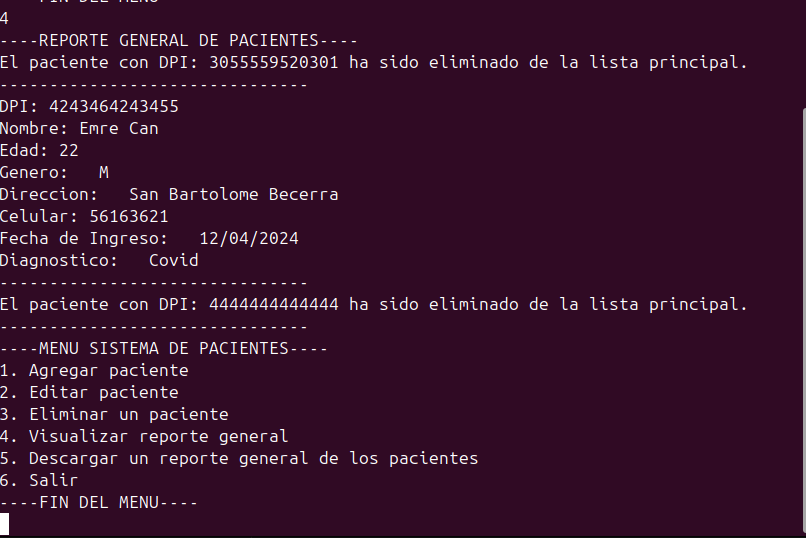 ----FIN DEL MENU----
4
----REPORTE GENERAL DE PACIENTES----
El paciente con DPI: 3055559520301 ha sido eliminado de la lista principal.
-------------------------------
DPI: 4243464243455
Nombre: Emre Can
Edad: 22
Genero:   M
Direccion:   San Bartolome Becerra
Celular: 56163621
Fecha de Ingreso:   12/04/2024
Diagnostico:   Covid
-------------------------------
El paciente con DPI: 4444444444444 ha sido eliminado de la lista principal.
-------------------------------
----MENU SISTEMA DE PACIENTES----
1. Agregar paciente
2. Editar paciente
3. Eliminar un paciente
4. Visualizar reporte general
5. Descargar un reporte general de los pacientes
6. Salir
----FIN DEL MENU----